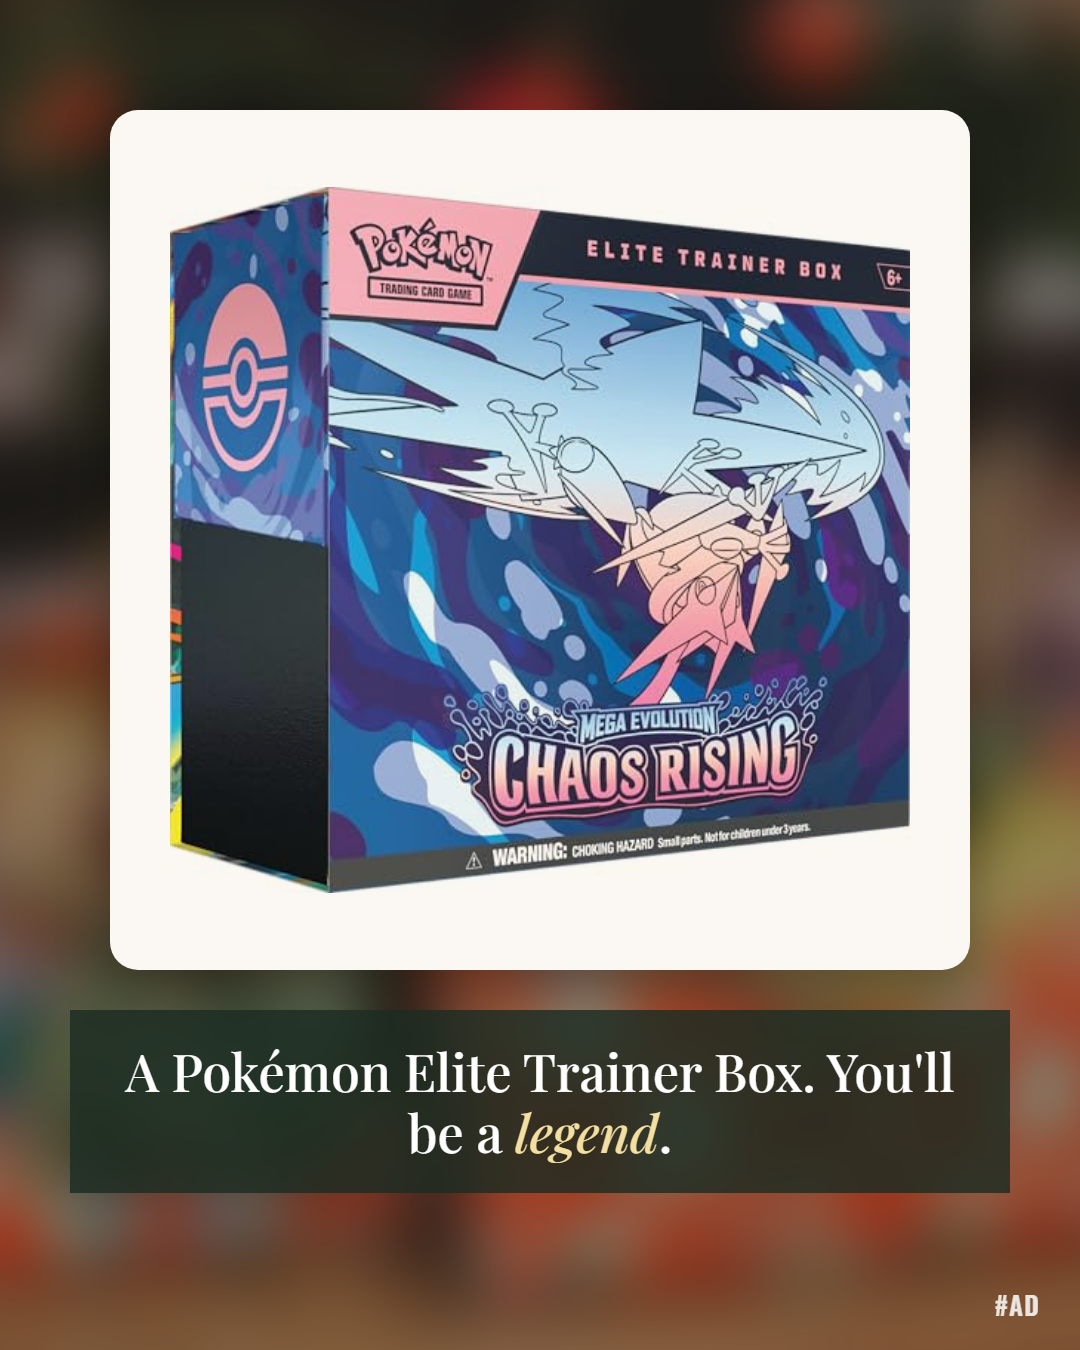 Pokémon
TRADING CARD GAME
ELITE TRAINER BOX
6+
MEGA EVOLUTION
CHAOS RISING
WARNING: CHOKING HAZARD Small parts. Not for children under 3 years.
A Pokémon Elite Trainer Box. You'll
be a legend.
#AD